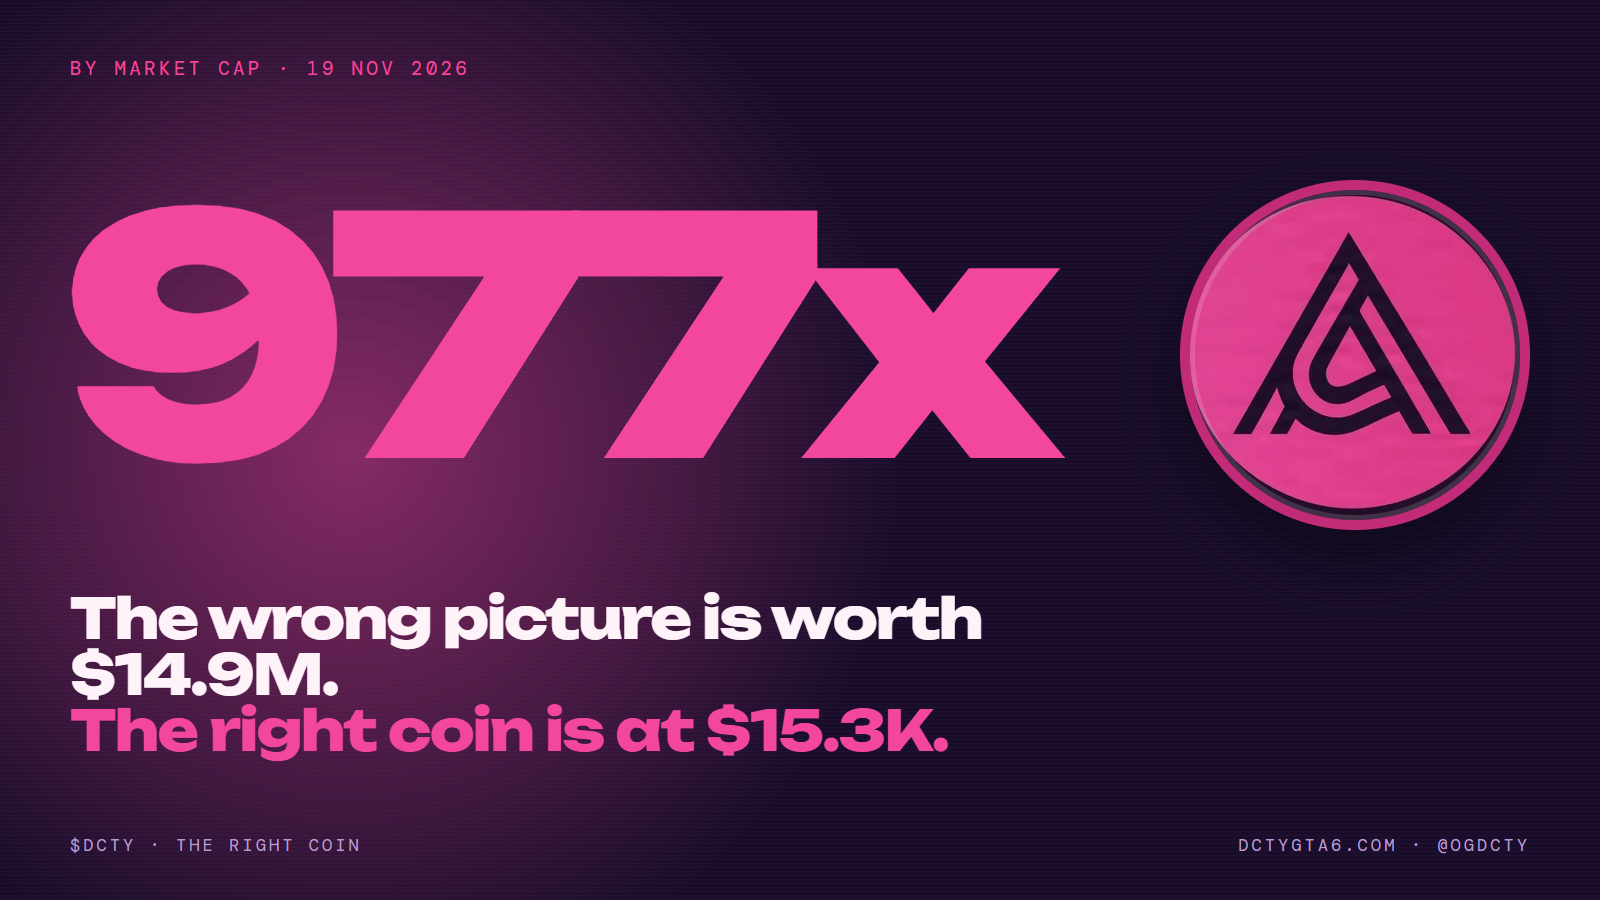 BY MARKET CAP · 19 NOV 2026
977x
The wrong picture is worth
$14.9M.
The right coin is at $15.3K.
$DCTY · THE RIGHT COIN
DCTYGTA6.COM · @OGDCTY